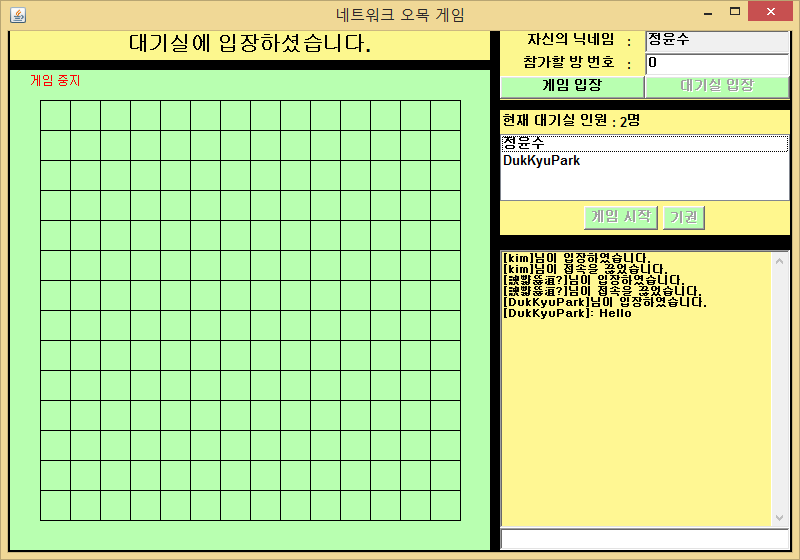 네트워크 오목 게임
대기실에 입장하셨습니다.
게임 중지
자신의 닉네임 : 정윤수
참가할 방 번호 : 0
게임 입장 대기실 입장
현재 대기실 인원 : 2명
정윤수
DukKyuPark
게임 시작 기권
[kim]님이 입장하였습니다.
[kim]님이 접속을 끊었습니다.
님이 입장하였습니다.
님이 접속을 끊었습니다.
[DukKyuPark]님이 입장하였습니다.
[DukKyuPark]: Hello